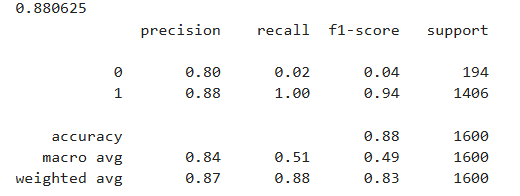 0.880625
precision recall f1-score support
0 0.80 0.02 0.04 194
1 0.88 1.00 0.94 1406
accuracy 0.88 1600
macro avg 0.84 0.51 0.49 1600
weighted avg 0.87 0.88 0.83 1600